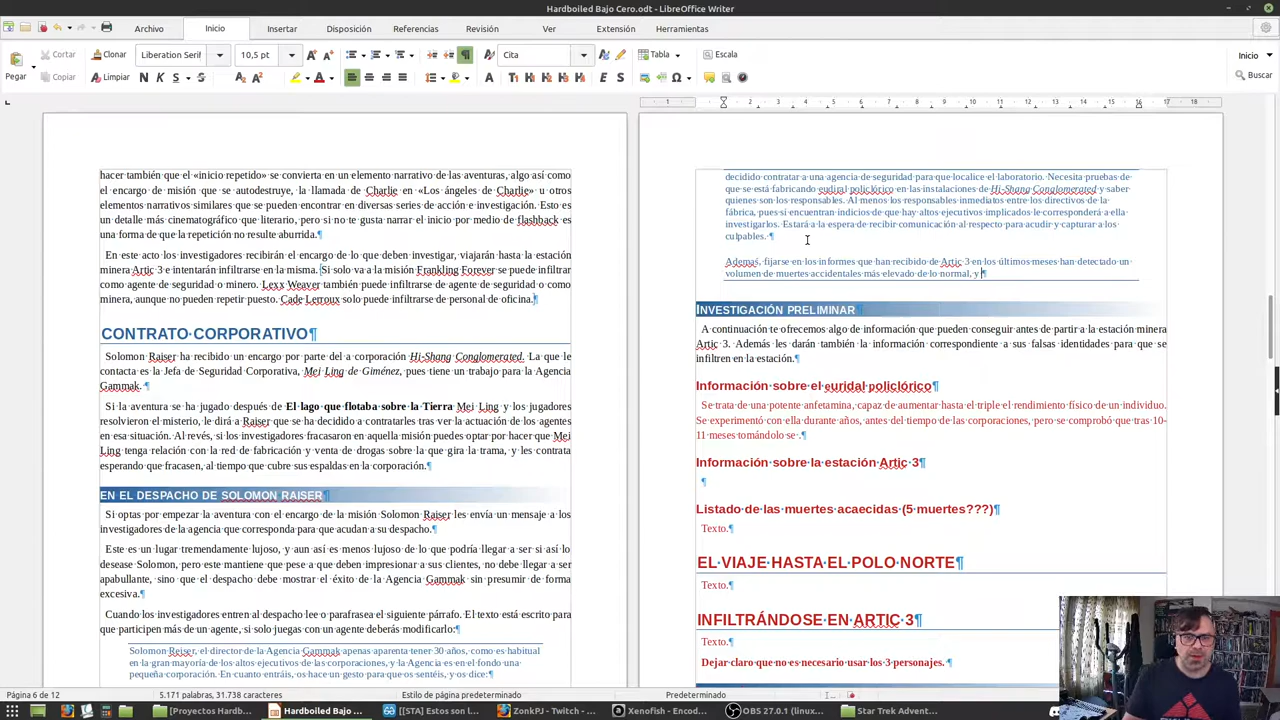 Hardboiled Bajo Cero.odt - LibreOffice Writer
Archivo Inicio Insertar Disposición Referencias Revisión Ver Extensión Herramientas
Pegar Cortar Clonar Liberation Serif 10,5 pt Cita Tabla Escala Inicio
Copiar Limpiar Buscar
hacer también que el «inicio repetido» se convierta en un elemento narrativo de las aventuras, algo así como
el encargo de misión que se autodestruye, la llamada de Charlie en «Los ángeles de Charlie» u otros
elementos narrativos similares que se encontraban en diversas series de acción e investigación. Esto es
un detalle más cinematográfico que literario, pero si no te gusta narrar el inicio por medio de flashback
es una forma de que la repetición no resulte aburrida.¶
En este acto los investigadores recibirán el encargo de lo que deben investigar, viajarán hasta la estación
minera Artic 3 e intentarán infiltrarse en la misma. Si solo va a la misión Frankling Forever se puede infiltrar
como agente de seguridad o minero. Lexx Weaver también puede infiltrarse de agente de seguridad o como
minera, aunque no pueden repetir puesto. Cade Lerroux solo puede infiltrarse de personal de oficina.¶
CONTRATO CORPORATIVO¶
Solomon Raiser ha recibido un encargo por parte del a corporación Hi-Shang Conglomerated. La que le
contacta es la Jefa de Seguridad Corporativa, Mei Ling de Giménez, pues tiene un trabajo para la Agencia
Gammak. ¶
Si la aventura se ha jugado después de El lago que flotaba sobre la Tierra Mei Ling y los jugadores
resolvieron el misterio, le dirá a Raiser que se ha decidido a contratarles tras ver la actuación de los agentes
en esa situación. Al revés, si los investigadores fracasaron en aquella misión puedes optar por hacer que Mei
Ling tenga relación con la red de fabricación y venta de drogas sobre la que gira la trama, y les contrata
esperando que fracasen, al tiempo que cubre sus espaldas en la corporación.¶
EN EL DESPACHO DE SOLOMON RAISER¶
Si optas por empezar la aventura con el encargo de la misión Solomon Raiser les envía un mensaje a los
investigadores de la agencia que corresponda para que acudan a su despacho.¶
Este es un lugar tremendamente lujoso, y aun así es menos lujoso de lo que podría llegar a ser si así lo
desease Solomon, pero este mantiene que pese a que deben impresionar a sus clientes, no debe llegar a ser
apabullante, sino que el despacho debe mostrar el éxito de la Agencia Gammak sin presumir de forma
excesiva.¶
Cuando los investigadores entren al despacho lee o parafrasea el siguiente párrafo. El texto está escrito para
que participen más de un agente, si solo juegas con un agente deberás modificarlo:¶
Solomon Reiser, el director de la Agencia Gammak apenas aparenta tener 30 años, como es habitual
en la gran mayoría de los altos ejecutivos de las corporaciones, y la Agencia es en el fondo una
pequeña corporación. En cuanto entráis, os hace un gesto para que os sentéis, y os dice:¶
decidido contratar a una agencia de seguridad para que localice el laboratorio. Necesita pruebas de
que se está fabricando eudiral policlórico en las instalaciones de Hi-Shang Conglomerated y saber
quienes son los responsables. Al menos los responsables inmediatos entre los directivos de la
fábrica, pues si encuentran indicios de que hay altos ejecutivos implicados le corresponderá a ella
investigarlos. Estará a la espera de recibir comunicación al respecto para acudir y capturar a los
culpables. ¶
Además, fijarse en los informes que han recibido de Artic 3 en los últimos meses han detectado un
volumen de muertes accidentales más elevado de lo normal, y ¶
INVESTIGACIÓN PRELIMINAR¶
A continuación te ofrecemos algo de información que pueden conseguir antes de partir a la estación minera
Artic 3. Además les darán también la información correspondiente a sus falsas identidades para que se
infiltren en la estación.¶
Información sobre el euridal policlórico¶
Se trata de una potente anfetamina, capaz de aumentar hasta el triple el rendimiento físico de un individuo.
Se experimentó con ella durante años, antes del tiempo de las corporaciones, pero se comprobó que tras 10-
11 meses tomándolo se .¶
Información sobre la estación Artic 3¶
¶
Listado de las muertes acaecidas (5 muertes???)¶
Texto.¶
EL VIAJE HASTA EL POLO NORTE¶
Texto.¶
INFILTRÁNDOSE EN ARTIC 3¶
Texto.¶
Dejar claro que no es necesario usar los 3 personajes. ¶
Página 6 de 12 5.171 palabras, 31.738 caracteres Estilo de página predeterminado Predeterminado
[Proyectos Hardb... Hardboiled Bajo ... [[STA] Estos son l... ZonkPJ - Twitch - ... Xenofish - Encod... OBS 27.0.1 (linux... Star Trek Advent...